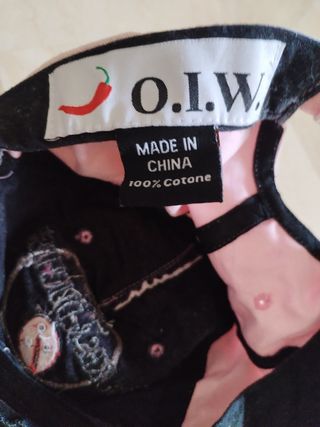 O.I.W.
MADE IN
CHINA
100% Cotone